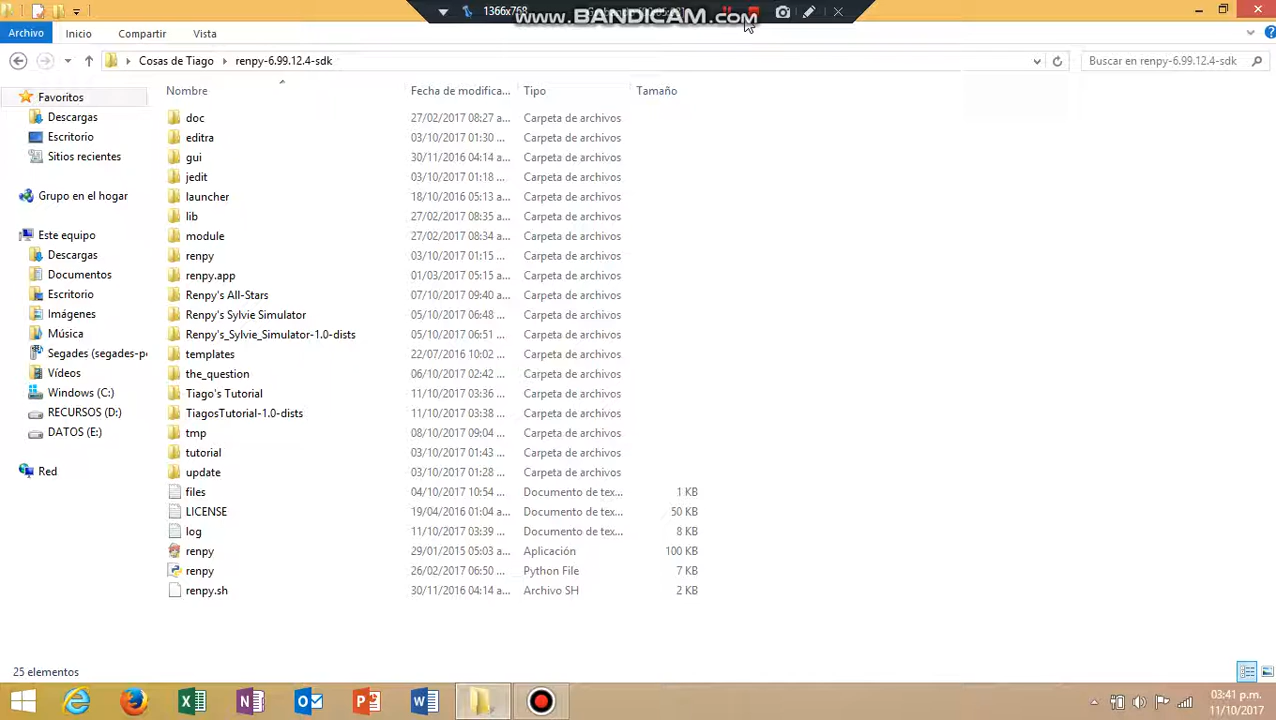 1366x768
www.BANDICAM.com
Archivo Inicio Compartir Vista
Cosas de Tiago renpy-6.99.12.4-sdk Buscar en renpy-6.99.12.4-sdk
Nombre Fecha de modifica... Tipo Tamaño
Favoritos
Descargas
Escritorio
Sitios recientes
Grupo en el hogar
Este equipo
Descargas
Documentos
Escritorio
Imágenes
Música
Segades (segades-p
Vídeos
Windows (C:)
RECURSOS (D:)
DATOS (E:)
Red
doc 27/02/2017 08:27 a... Carpeta de archivos
editra 03/10/2017 01:30 ... Carpeta de archivos
gui 30/11/2016 04:14 a... Carpeta de archivos
jedit 03/10/2017 01:18 ... Carpeta de archivos
launcher 18/10/2016 05:13 a... Carpeta de archivos
lib 27/02/2017 08:35 a... Carpeta de archivos
module 27/02/2017 08:34 a... Carpeta de archivos
renpy 03/10/2017 01:15 ... Carpeta de archivos
renpy.app 01/03/2017 05:15 a... Carpeta de archivos
Renpy's All-Stars 07/10/2017 09:40 ... Carpeta de archivos
Renpy's Sylvie Simulator 05/10/2017 06:48 ... Carpeta de archivos
Renpy's_Sylvie_Simulator-1.0-dists 05/10/2017 06:51 ... Carpeta de archivos
templates 22/07/2016 10:02 ... Carpeta de archivos
the_question 06/10/2017 02:42 ... Carpeta de archivos
Tiago's Tutorial 11/10/2017 03:36 ... Carpeta de archivos
TiagosTutorial-1.0-dists 11/10/2017 03:38 ... Carpeta de archivos
tmp 08/10/2017 09:04 ... Carpeta de archivos
tutorial 03/10/2017 01:43 ... Carpeta de archivos
update 03/10/2017 01:28 ... Carpeta de archivos
files 04/10/2017 10:54 ... Documento de tex... 1 KB
LICENSE 19/04/2016 01:04 a... Documento de tex... 50 KB
log 11/10/2017 03:39 ... Documento de tex... 8 KB
renpy 29/01/2015 05:03 a... Aplicación 100 KB
renpy 26/02/2017 06:50 ... Python File 7 KB
renpy.sh 30/11/2016 04:14 a... Archivo SH 2 KB
25 elementos
03:41 p.m.
11/10/2017